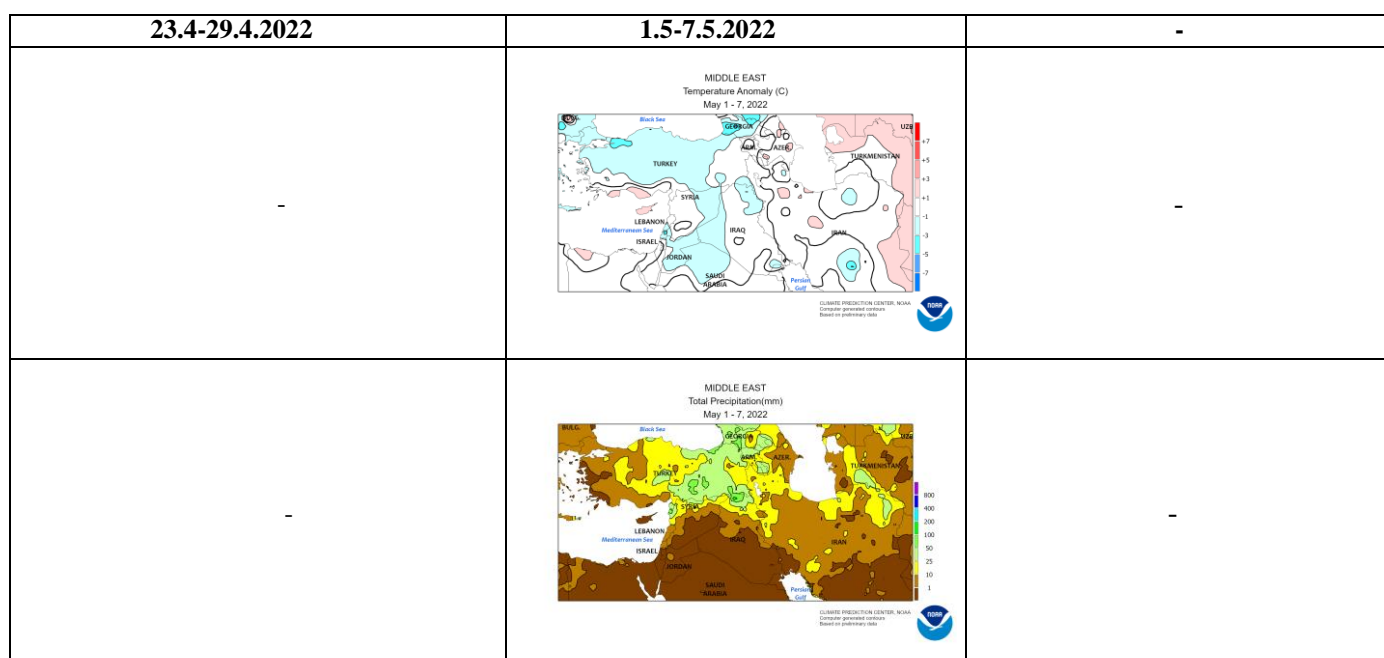 23.4-29.4.2022
1.5-7.5.2022
-
-
MIDDLE EAST
Temperature Anomaly (C)
May 1 - 7, 2022
Black Sea
GEORGIA
UZB
ARM.
AZER.
+7
TURKEY
TURKMENISTAN
+5
+3
SYRIA
+1
LEBANON
-1
Mediterranean Sea
IRAQ
IRAN
-3
ISRAEL
JORDAN
-5
SAUDI
ARABIA
Persian
Gulf
-7
CLIMATE PREDICTION CENTER, NOAA
Computer generated contours
Based on preliminary data
NOAA
-
-
MIDDLE EAST
Total Precipitation(mm)
May 1 - 7, 2022
BULG.
Black Sea
GEORGIA
UZB
ARM.
AZER.
TURKEY
TURKMENISTAN
800
SYRIA
400
200
LEBANON
100
Mediterranean Sea
IRAQ
IRAN
ISRAEL
50
JORDAN
25
10
SAUDI
ARABIA
Persian
Gulf
1
CLIMATE PREDICTION CENTER, NOAA
Computer generated contours
Based on preliminary data
NOAA
-